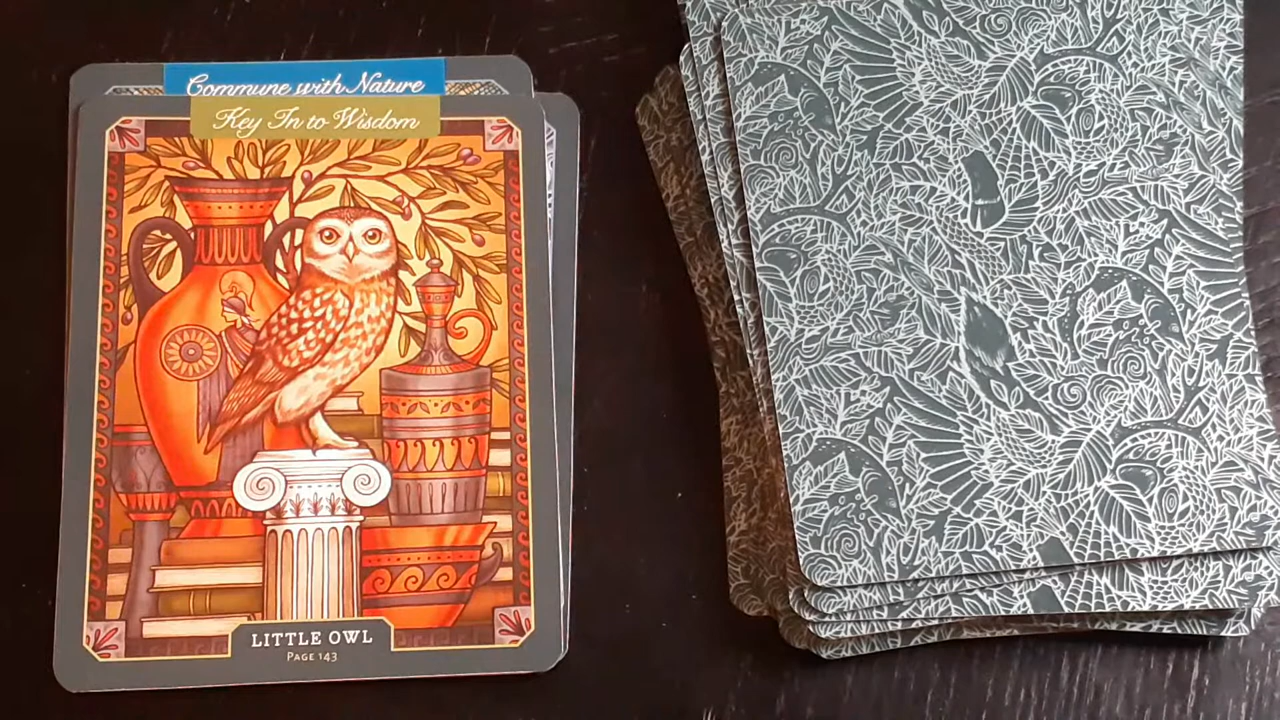 Commune with Nature
Key In to Wisdom
LITTLE OWL
PAGE 143